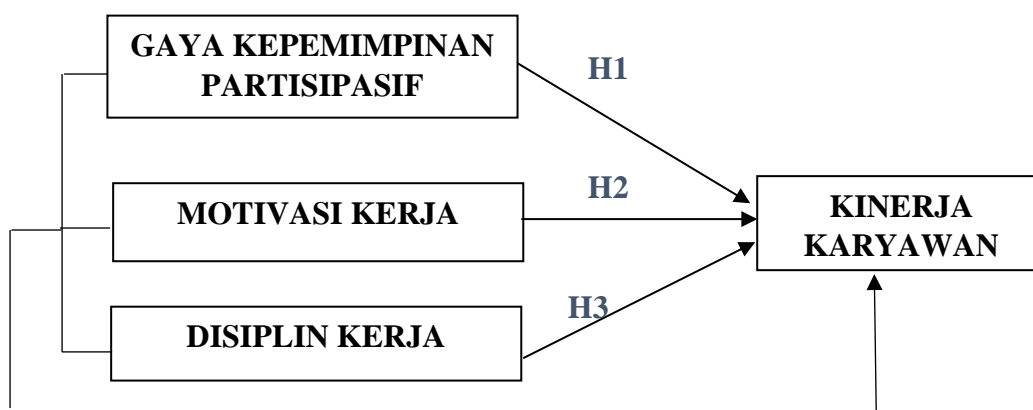 GAYA KEPEMIMPINAN
PARTISIPASIF
H1
MOTIVASI KERJA
H2
KINERJA
KARYAWAN
DISIPLIN KERJA
H3